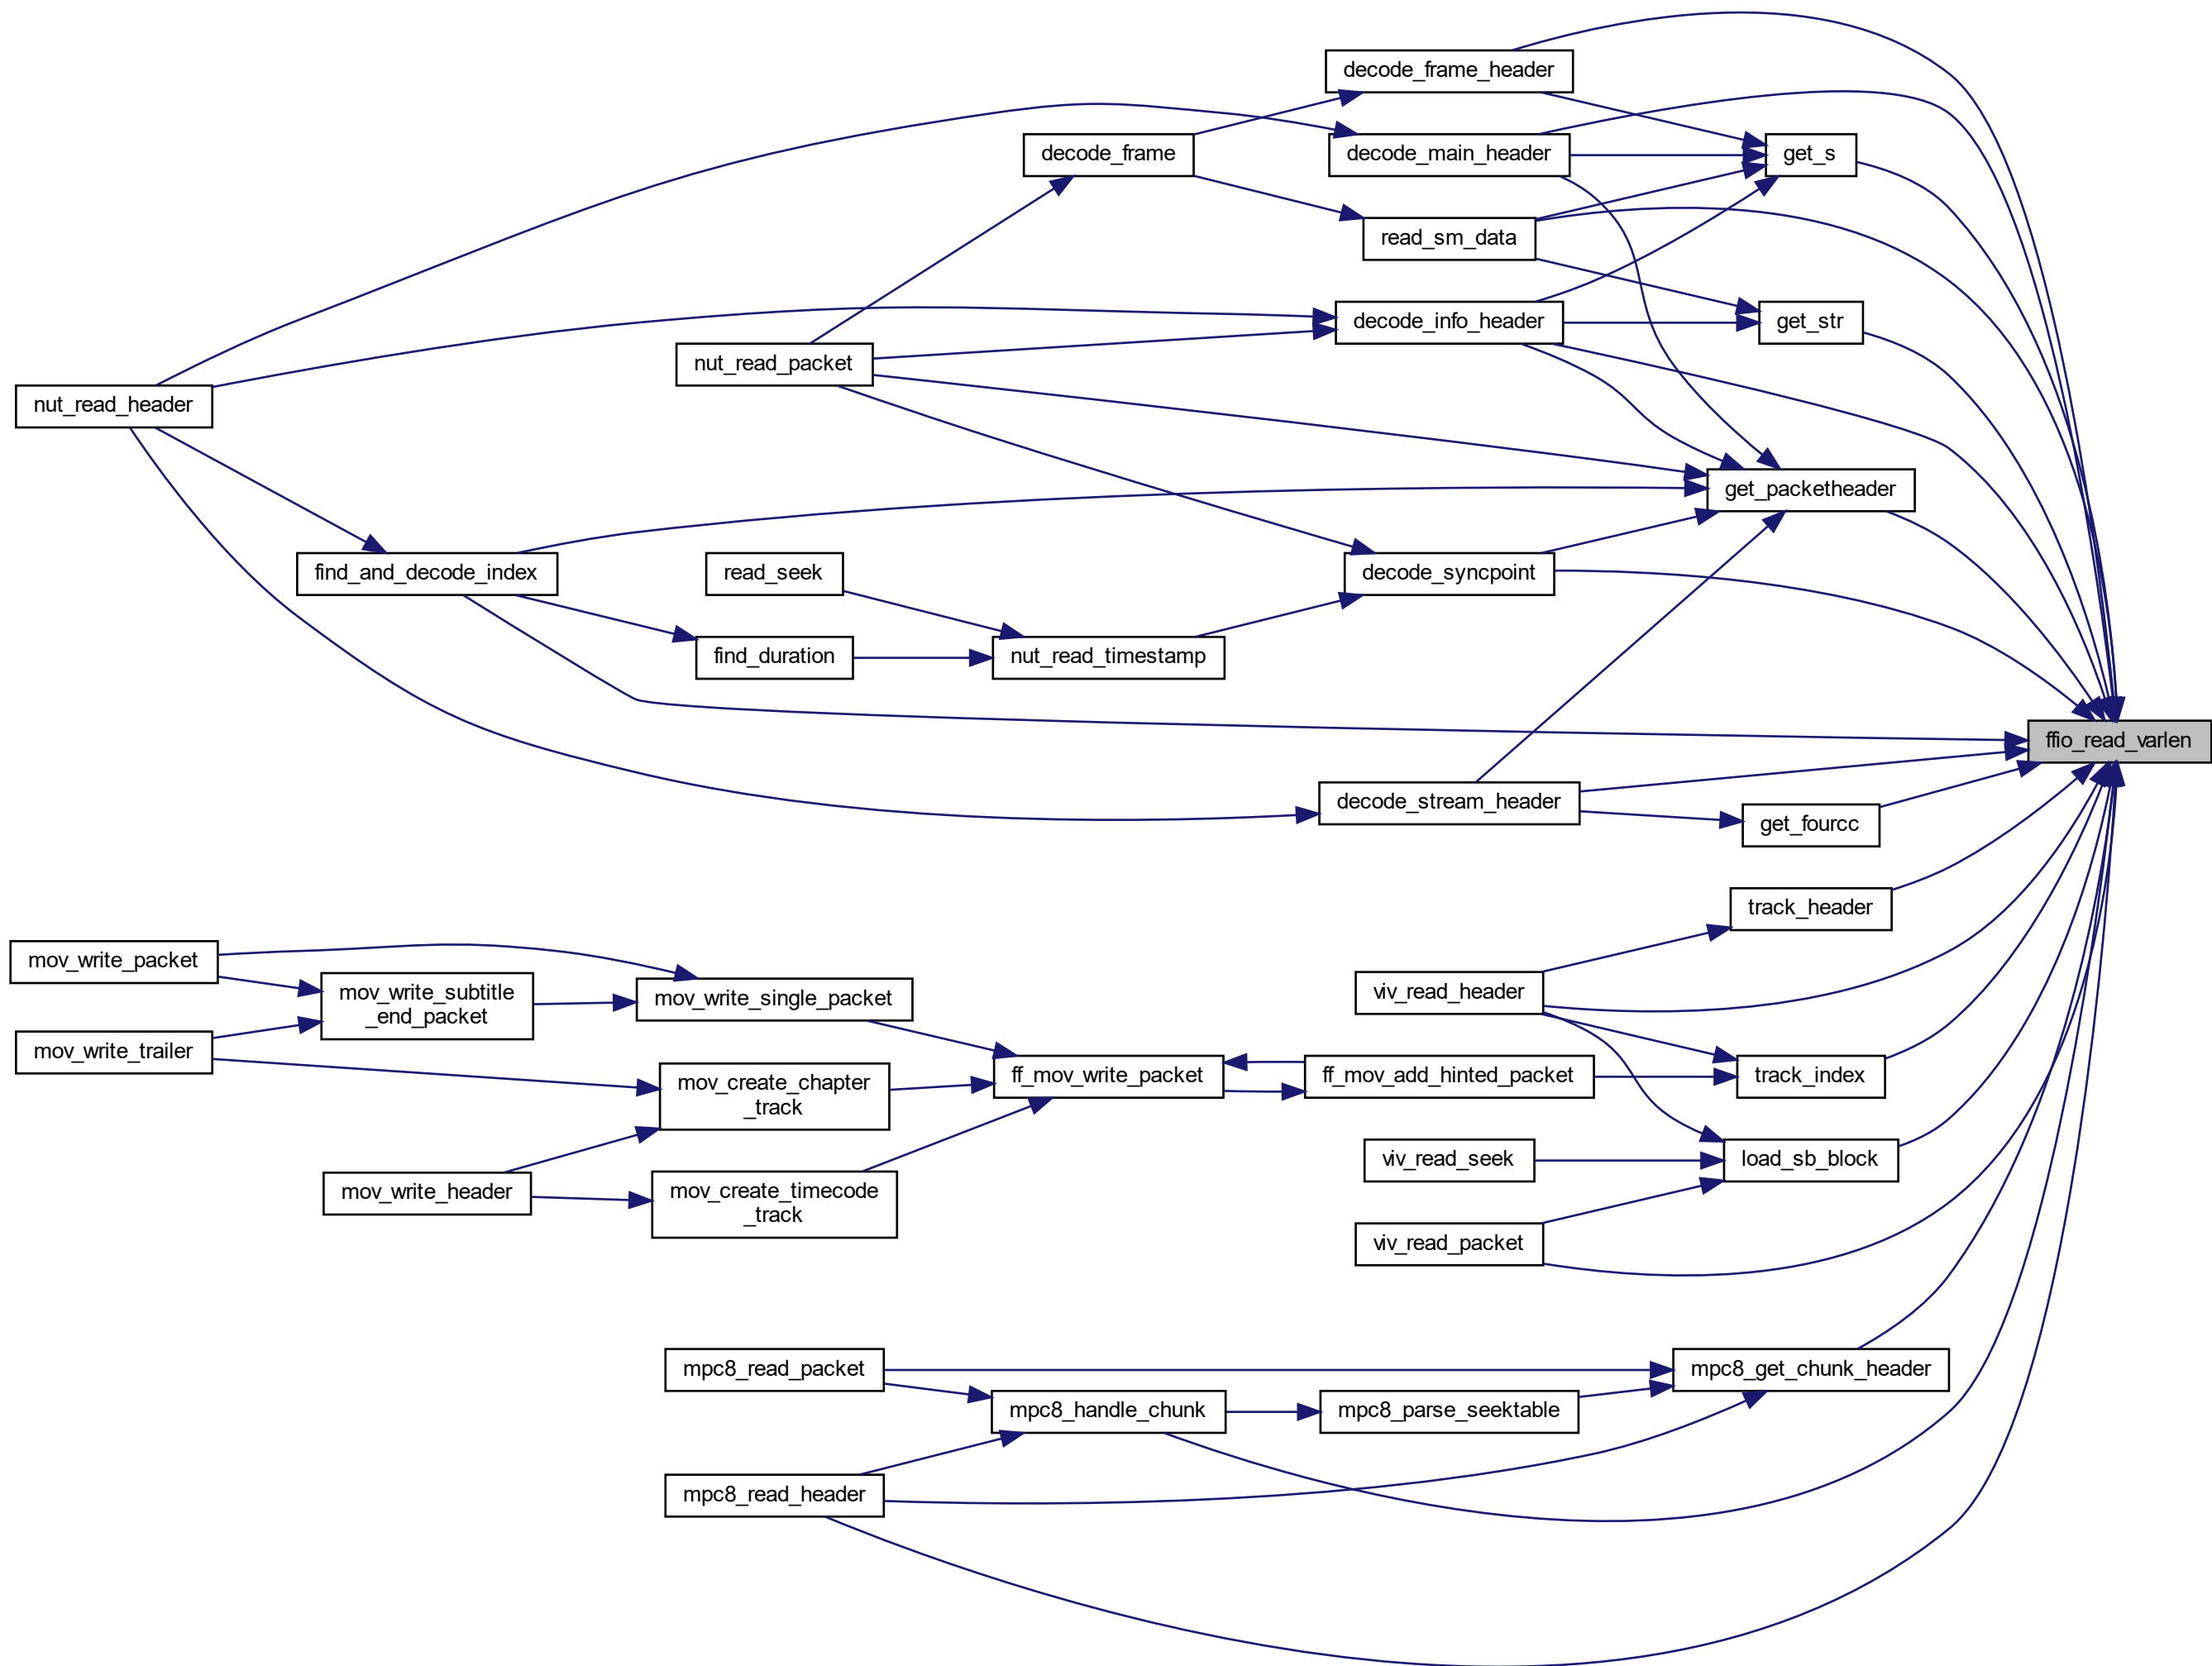 decode_frame_header
decode_frame
decode_main_header
get_s
read_sm_data
decode_info_header
get_str
nut_read_packet
nut_read_header
get_packetheader
find_and_decode_index
read_seek
decode_syncpoint
find_duration
nut_read_timestamp
ffio_read_varlen
decode_stream_header
get_fourcc
track_header
mov_write_packet
mov_write_subtitle
_end_packet
mov_write_single_packet
viv_read_header
mov_write_trailer
mov_create_chapter
_track
ff_mov_write_packet
ff_mov_add_hinted_packet
track_index
mov_write_header
mov_create_timecode
_track
viv_read_seek
load_sb_block
viv_read_packet
mpc8_read_packet
mpc8_handle_chunk
mpc8_parse_seektable
mpc8_get_chunk_header
mpc8_read_header